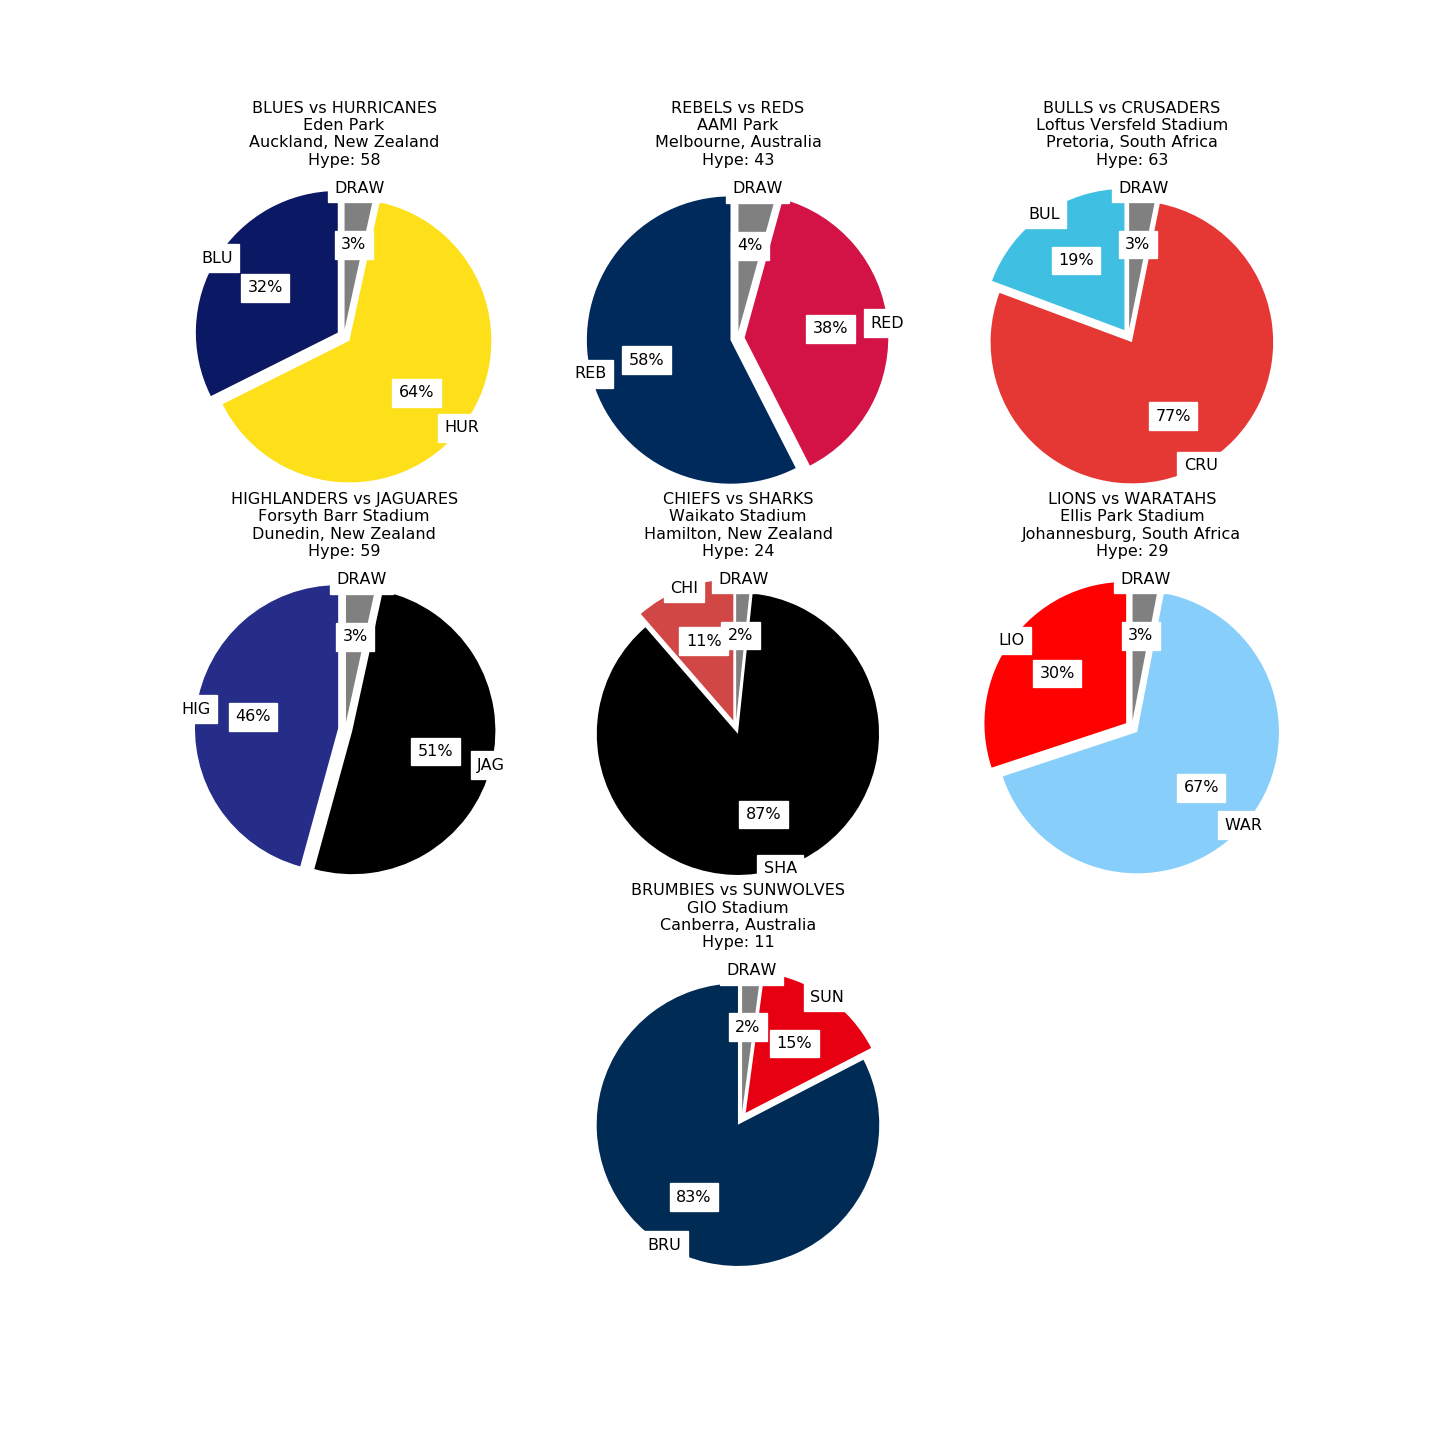 BLUES vs HURRICANES
Eden Park
Auckland, New Zealand
Hype: 58
DRAW
3%
BLU
32%
64%
HUR
REBELS vs REDS
AAMI Park
Melbourne, Australia
Hype: 43
DRAW
4%
38%
RED
58%
REB
BULLS vs CRUSADERS
Loftus Versfeld Stadium
Pretoria, South Africa
Hype: 63
DRAW
BUL
3%
19%
77%
CRU
HIGHLANDERS vs JAGUARES
Forsyth Barr Stadium
Dunedin, New Zealand
Hype: 59
DRAW
3%
HIG
46%
51%
JAG
CHIEFS vs SHARKS
Waikato Stadium
Hamilton, New Zealand
Hype: 24
DRAW
CHI
2%
11%
87%
SHA
LIONS vs WARATAHS
Ellis Park Stadium
Johannesburg, South Africa
Hype: 29
DRAW
3%
LIO
30%
67%
WAR
BRUMBIES vs SUNWOLVES
GIO Stadium
Canberra, Australia
Hype: 11
DRAW
SUN
2%
15%
83%
BRU